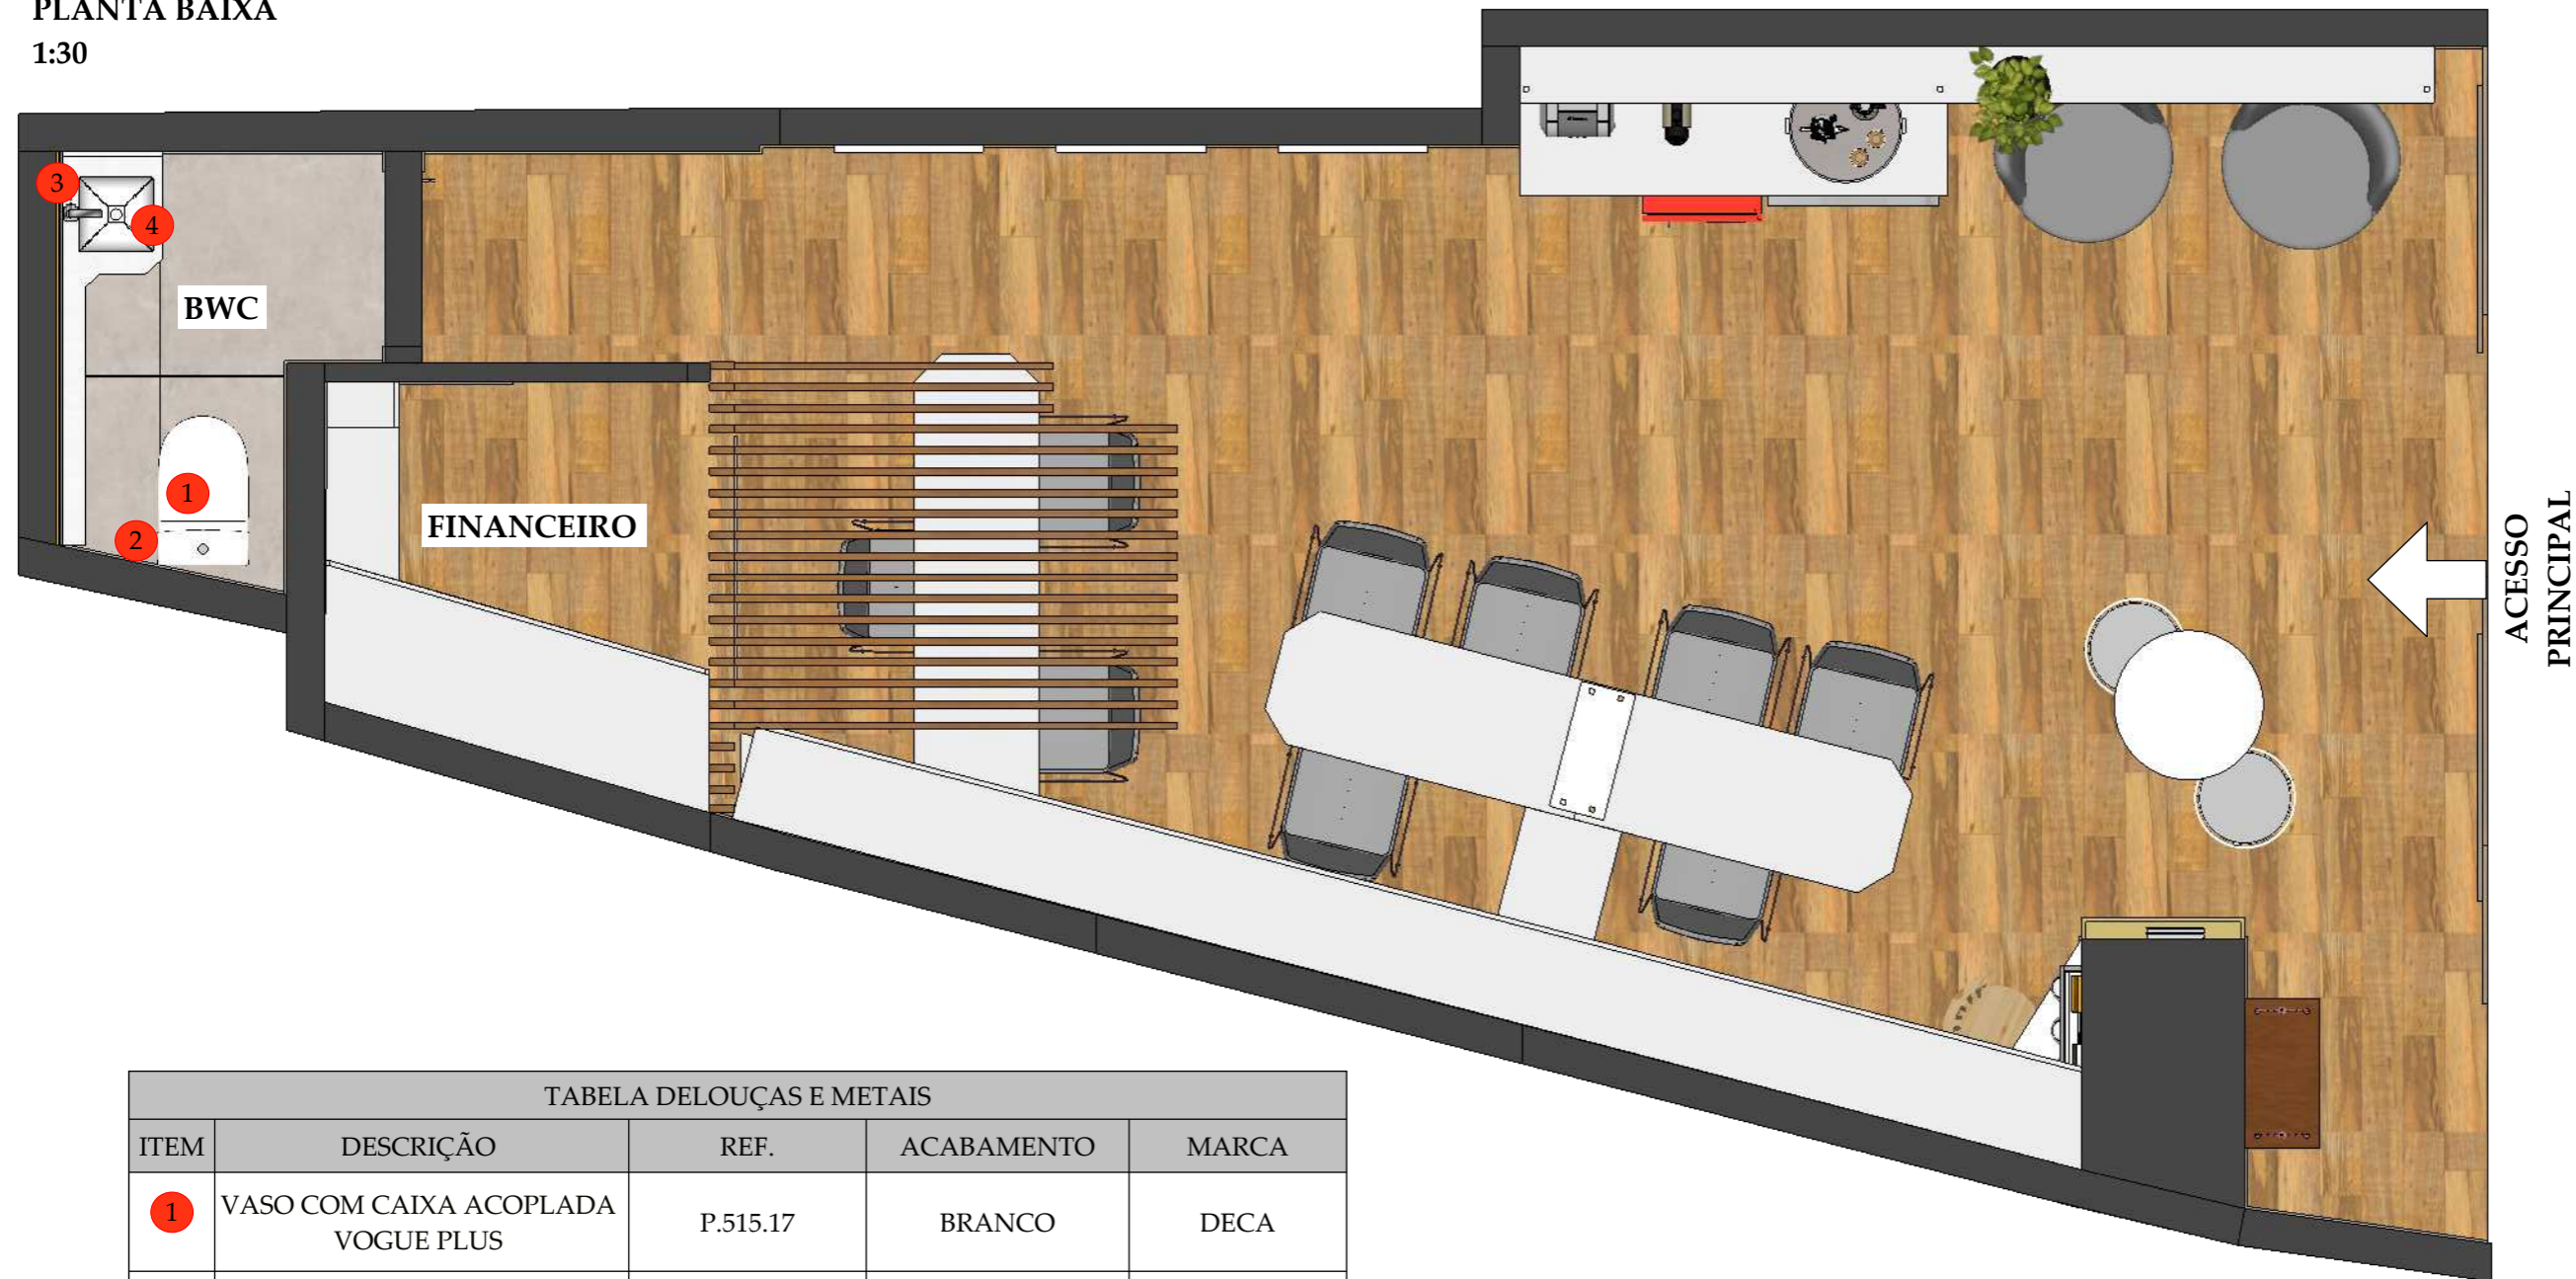 PLANTA BAIXA
1:30
3
4
BWC
1
2
FINANCEIRO
ACESSO
PRINCIPAL
TABELA DELOUÇAS E METAIS
ITEM DESCRIÇÃO REF. ACABAMENTO MARCA
1 VASO COM CAIXA ACOPLADA
VOGUE PLUS P.515.17 BRANCO DECA